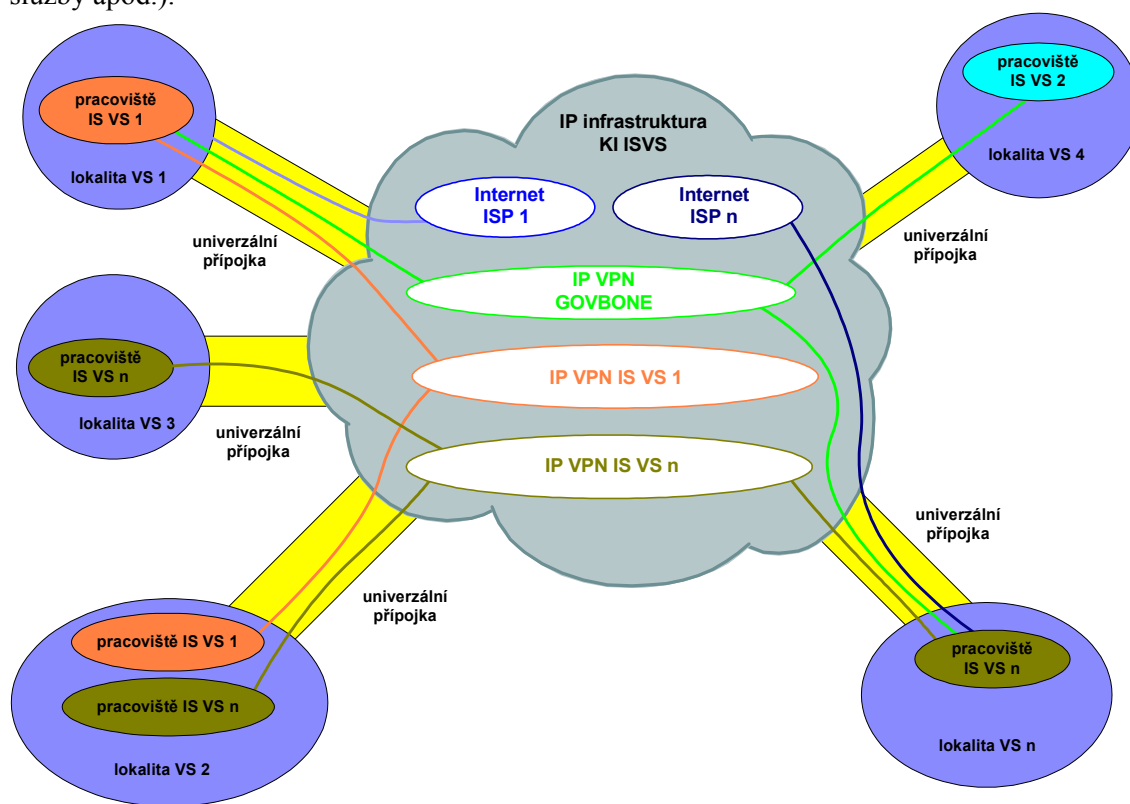 služby apod.).
pracoviště
IS VS 1
lokalita VS 1
IP infrastruktura
KI ISVS
pracoviště
IS VS 2
lokalita VS 4
Internet
ISP 1
Internet
ISP n
univerzální
přípojka
univerzální
přípojka
IP VPN
GOVBONE
pracoviště
IS VS n
lokalita VS 3
IP VPN IS VS 1
univerzální
přípojka
IP VPN IS VS n
univerzální
přípojka
univerzální
přípojka
pracoviště IS VS 1
pracoviště IS VS n
lokalita VS 2
pracoviště
IS VS n
lokalita VS n